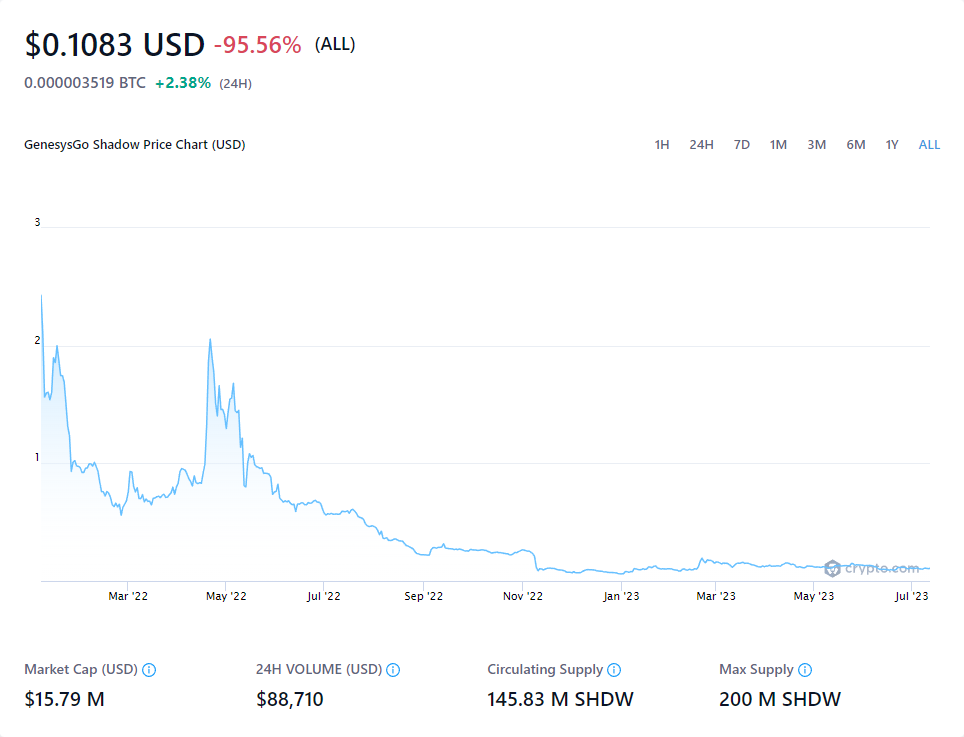 $0.1083 USD -95.56% (ALL)
0.000003519 BTC +2.38% (24H)
GenesysGo Shadow Price Chart (USD) 1H 24H 7D 1M 3M 6M 1Y ALL
3
2
1
crypto.com
Mar '22 May '22 Jul '22 Sep '22 Nov '22 Jan '23 Mar '23 May '23 Jul '23
Market Cap (USD) 24H VOLUME (USD) Circulating Supply Max Supply
$15.79 M $88,710 145.83 M SHDW 200 M SHDW